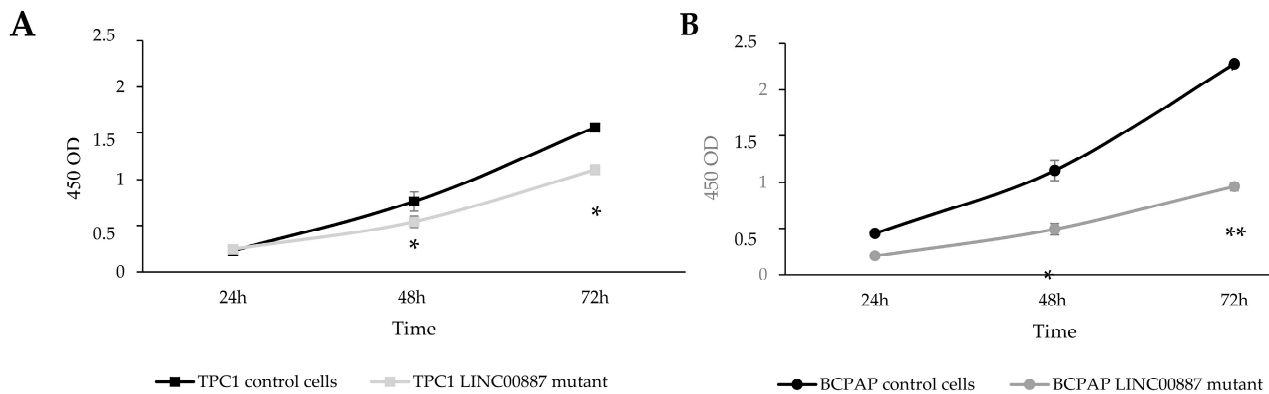 A
2.5
2
1.5
1
0.5
0
450 OD
*
*
24h
48h
72h
Time
TPC1 control cells
TPC1 LINC00887 mutant
B
2.5
2
1.5
1
0.5
0
450 OD
*
**
24h
48h
72h
Time
BCPAP control cells
BCPAP LINC00887 mutant